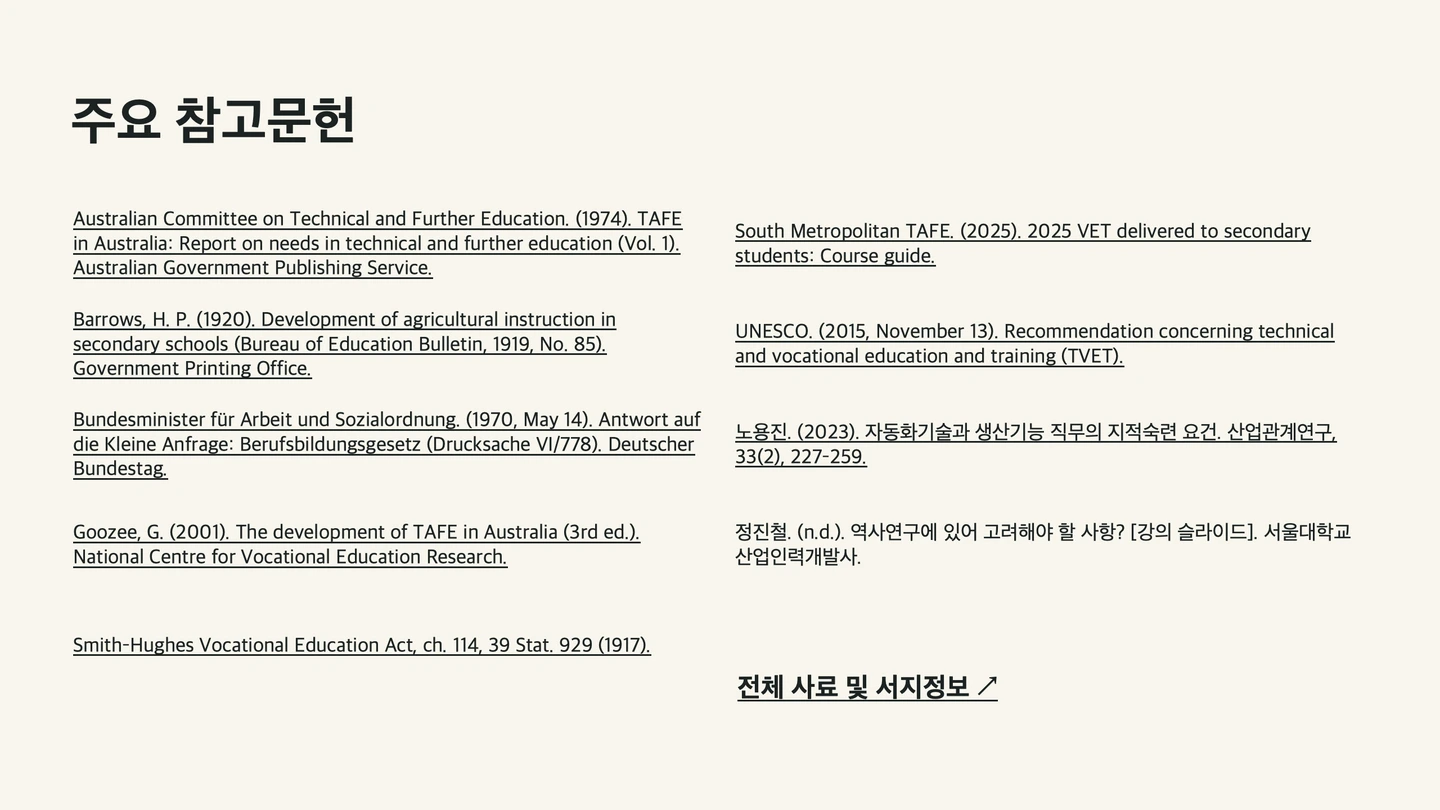 주요 참고문헌
Australian Committee on Technical and Further Education. (1974). TAFE
in Australia: Report on needs in technical and further education (Vol. 1).
Australian Government Publishing Service.
Barrows, H. P. (1920). Development of agricultural instruction in
secondary schools (Bureau of Education Bulletin, 1919, No. 85).
Government Printing Office.
Bundesminister für Arbeit und Sozialordnung. (1970, May 14). Antwort auf
die Kleine Anfrage: Berufsbildungsgesetz (Drucksache VI/778). Deutscher
Bundestag.
Goozee, G. (2001). The development of TAFE in Australia (3rd ed.).
National Centre for Vocational Education Research.
Smith-Hughes Vocational Education Act, ch. 114, 39 Stat. 929 (1917).
South Metropolitan TAFE. (2025). 2025 VET delivered to secondary
students: Course guide.
UNESCO. (2015, November 13). Recommendation concerning technical
and vocational education and training (TVET).
노용진. (2023). 자동화기술과 생산기능 직무의 지적숙련 요건. 산업관계연구,
33(2), 227-259.
정진철. (n.d.). 역사연구에 있어 고려해야 할 사항? [강의 슬라이드]. 서울대학교
산업인력개발사.
전체 사료 및 서지정보 ↗